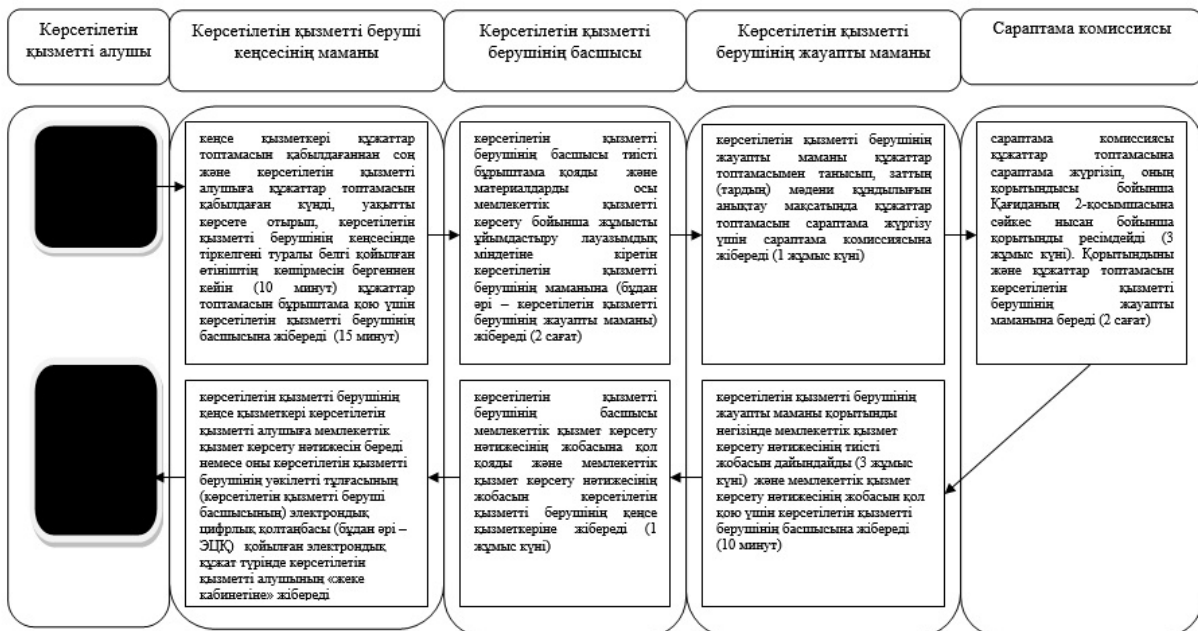 Көрсетілетін
қызметті алушы
Көрсетілетін қызметті беруші
кеңсесінің маманы
Көрсетілетін қызметті
берушінің басшысы
Көрсетілетін қызметті
берушінің жауапты маманы
Сараптама комиссиясы
кеңсе қызметкері құжаттар
топтамасын қабылдағаннан соң
және көрсетілетін қызметті
алушыға құжаттар топтамасын
қабылдаған күнді, уақытты
көрсете отырып, көрсетілетін
қызметті берушінің кеңсесінде
тіркелгені туралы белгі қойылған
өтініштің көшірмесін бергеннен
кейін (10 минут) құжаттар
топтамасын бұрыштама қою үшін
көрсетілетін қызметті берушінің
басшысына жібереді (15 минут)
көрсетілетін қызметті
берушінің басшысы тиісті
бұрыштама қояды және
материалдарды осы
мемлекеттік қызметті
көрсету бойынша жұмысты
ұйымдастыру лауазымдық
міндетіне кіретін
көрсетілетін қызметті
берушінің маманына (бұдан
әрі – көрсетілетін қызметті
берушінің жауапты маманы)
жібереді (2 сағат)
көрсетілетін қызметті берушінің
жауапты маманы құжаттар
топтамасымен танысып, заттың
(тардың) мәдени құндылығын
анықтау мақсатында құжаттар
топтамасын сараптама жүргізу
үшін сараптама комиссиясына
жібереді (1 жұмыс күні)
сараптама комиссиясы
құжаттар топтамасына
сараптама жүргізіп, оның
қорытындысы бойынша
Қағиданың 2-қосымшасына
сәйкес нысан бойынша
қорытынды ресімдейді (3
жұмыс күні). Қорытындыны
және құжаттар топтамасын
көрсетілетін қызметті
берушінің жауапты
маманына береді (2 сағат)
көрсетілетін қызметті берушінің
кеңсе қызметкері көрсетілетін
қызметті алушыға мемлекеттік
қызмет көрсету нәтижесін береді
немесе оны көрсетілетін қызметті
берушінің уәкілетті тұлғасының
(көрсетілетін қызметті беруші
басшысының) электрондық
цифрлық қолтаңбасы (бұдан әрі –
ЭЦҚ) қойылған электрондық
құжат түрінде көрсетілетін
қызметті алушының «жеке
кабинетіне» жібереді
көрсетілетін қызметті
берушінің басшысы
мемлекеттік қызмет көрсету
нәтижесінің жобасына қол
қояды және мемлекеттік
қызмет көрсету нәтижесінің
жобасын көрсетілетін
қызметті берушінің кеңсе
қызметкеріне жібереді (1
жұмыс күні)
көрсетілетін қызметті берушінің
жауапты маманы қорытынды
негізінде мемлекеттік қызмет
көрсету нәтижесінің тиісті
жобасын дайындайды (3 жұмыс
күні) және мемлекеттік қызмет
көрсету нәтижесінің жобасын қол
қою үшін көрсетілетін қызметті
берушінің басшысына жібереді
(10 минут)